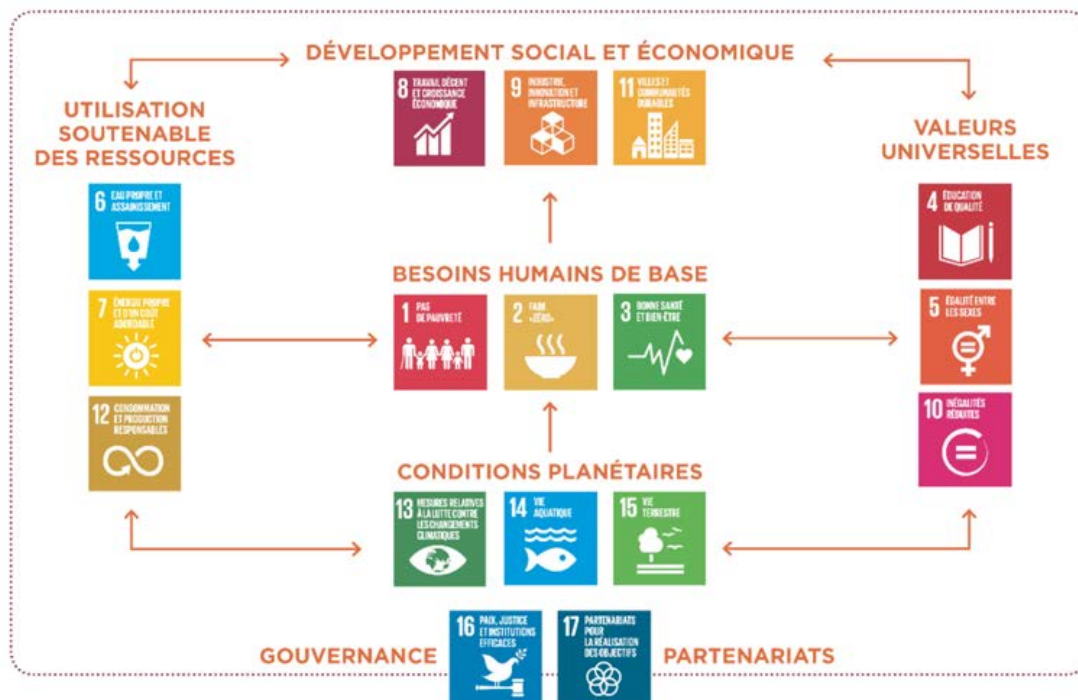 DÉVELOPPEMENT SOCIAL ET ÉCONOMIQUE
8 TRAVAIL DÉCENT
ET CROISSANCE
ÉCONOMIQUE
9 INDUSTRIE,
INNOVATION ET
INFRASTRUCTURE
11 VILLES ET
COMMUNAUTÉS
DURABLES
UTILISATION
SOUTENABLE
DES RESSOURCES
6 EAU PROPRE ET
ASSAINISSEMENT
7 ÉNERGIE PROPRE
ET D'UN COÛT
ABORDABLE
12 CONSOMMATION
ET PRODUCTION
RESPONSABLES
VALEURS
UNIVERSELLES
4 ÉDUCATION
DE QUALITÉ
5 ÉGALITÉ ENTRE
LES SEXES
10 INÉGALITÉS
RÉDUITES
BESOINS HUMAINS DE BASE
1 PAS
DE PAUVRETÉ
2 FAIM
«ZÉRO»
3 BONNE SANTÉ
ET BIEN-ÊTRE
CONDITIONS PLANÉTAIRES
13 MESURES RELATIVES
À LA LUTTE CONTRE
LES CHANGEMENTS
CLIMATIQUES
14 VIE
AQUATIQUE
15 VIE
TERRESTRE
GOUVERNANCE
16 PAIX, JUSTICE
ET INSTITUTIONS
EFFICACES
17 PARTENARIATS
POUR
LA RÉALISATION
DES OBJECTIFS
PARTENARIATS